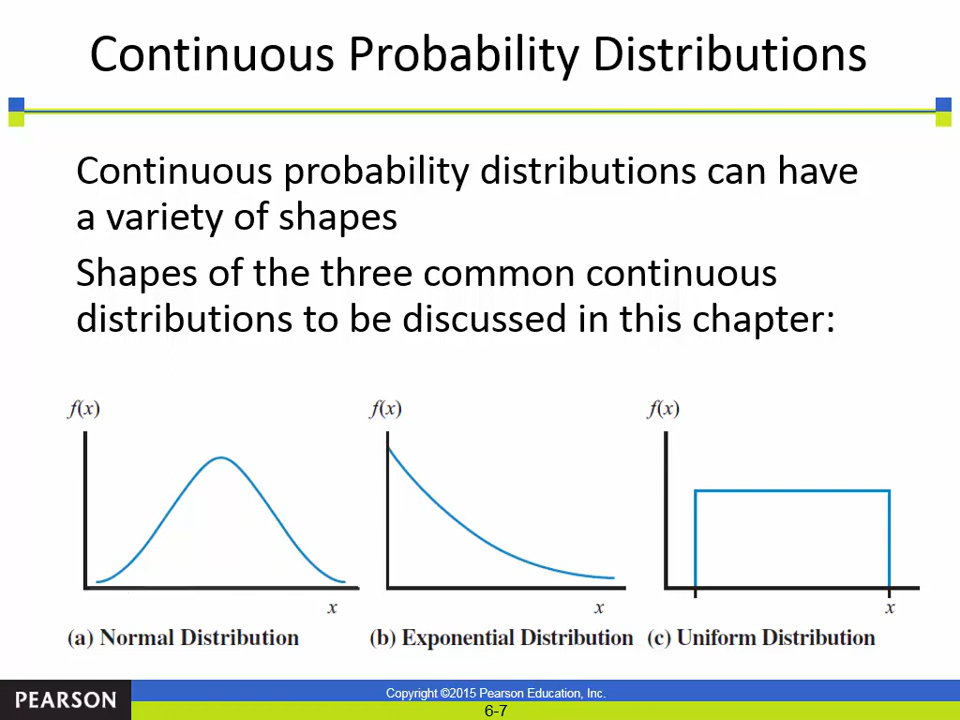 Continuous Probability Distributions
Continuous probability distributions can have
a variety of shapes
Shapes of the three common continuous
distributions to be discussed in this chapter:
f(x)
f(x)
f(x)
x
x
x
(a) Normal Distribution
(b) Exponential Distribution
(c) Uniform Distribution
PEARSON
Copyright ©2015 Pearson Education, Inc.
6-7